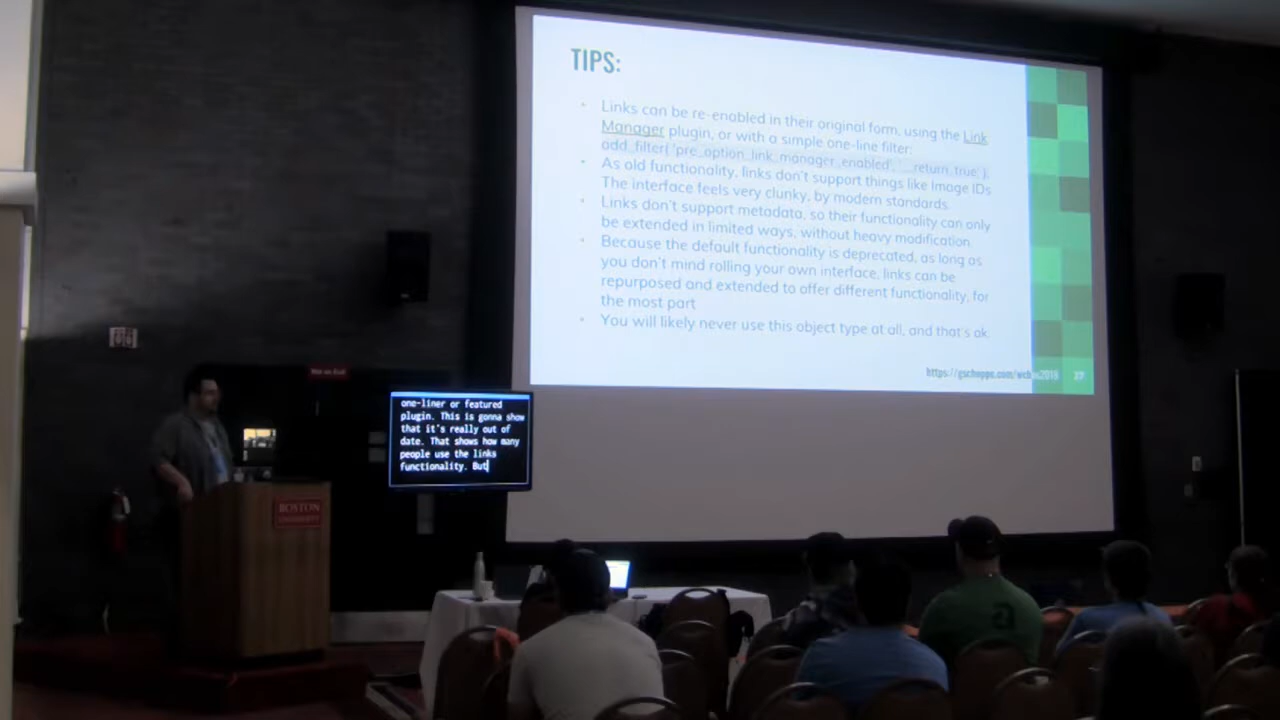 TIPS:
Links can be re-enabled in their original form, using the Link
Manager plugin, or with a simple one-line filter:
add_filter( 'pre_option_link_manager_enabled', '__return_true' ).
As old functionality, links don't support things like Image IDs
The interface feels very clunky, by modern standards.
Links don't support metadata, so their functionality can only
be extended in limited ways, without heavy modification.
Because the default functionality is deprecated, as long as
you don't mind rolling your own interface, links can be
repurposed and extended to offer different functionality, for
the most part
You will likely never use this object type at all, and that's ok.
37
one-liner or featured
plugin. This is gonna show
that it's really out of
date. That shows how many
people use the links
functionality. But
BOSTON
UNIVERSITY